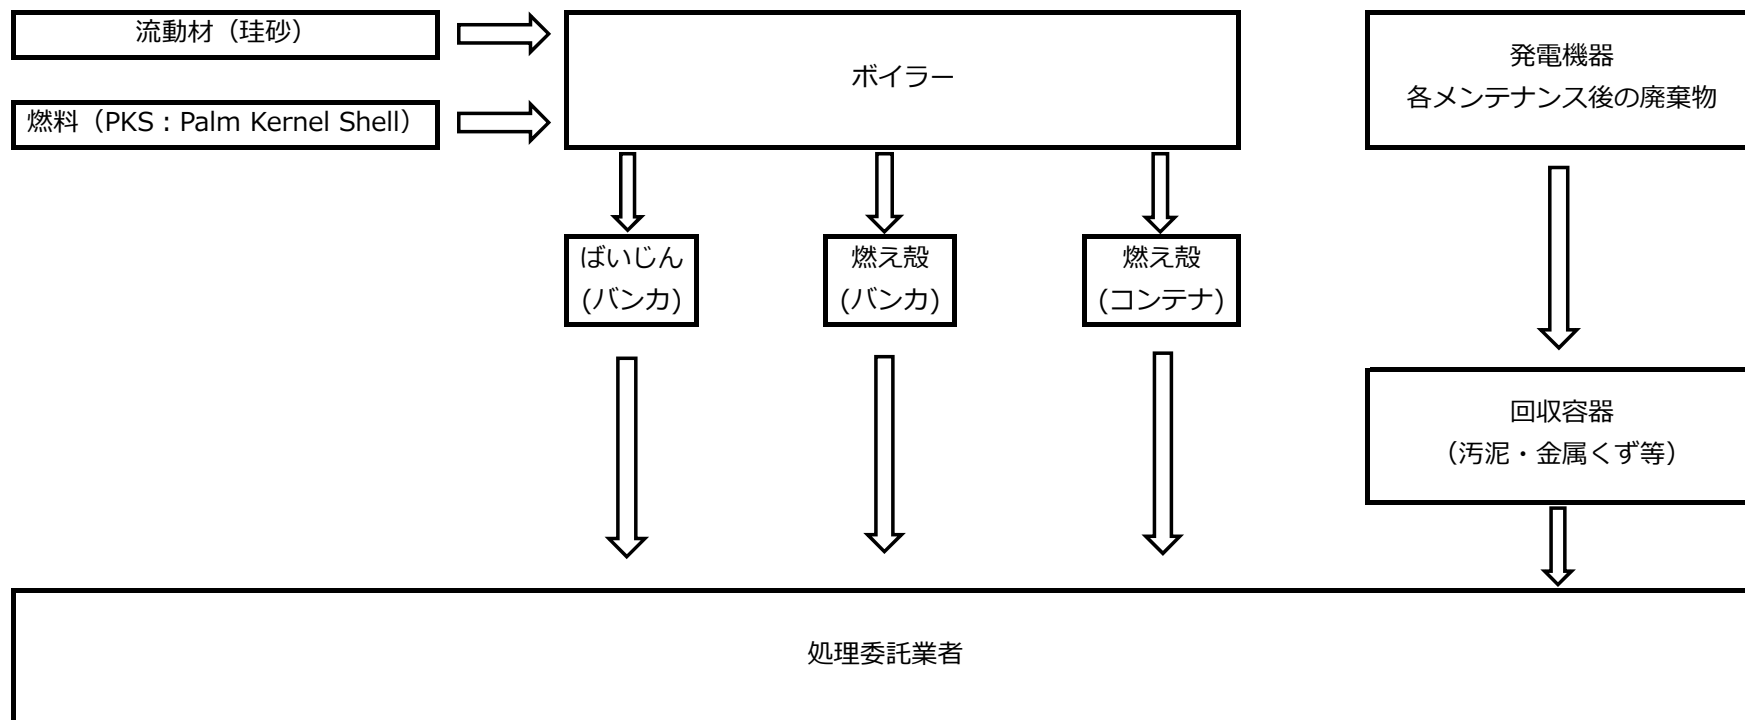 流動材（珪砂）
燃料（PKS：Palm Kernel Shell）
ボイラー
発電機器
各メンテナンス後の廃棄物
ばいじん
(バンカ)
燃え殻
(バンカ)
燃え殻
(コンテナ)
回収容器
（汚泥・金属くず等）
処理委託業者